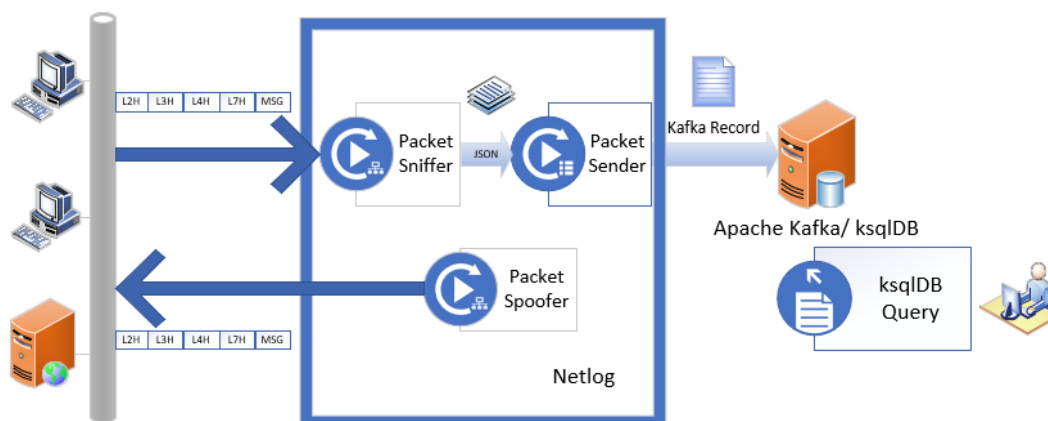 L2H L3H L4H L7H MSG
Packet
Sniffer
JSON
Packet
Sender
Kafka Record
Apache Kafka/ ksqlDB
Packet
Spoofer
ksqlDB
Query
L2H L3H L4H L7H MSG
Netlog